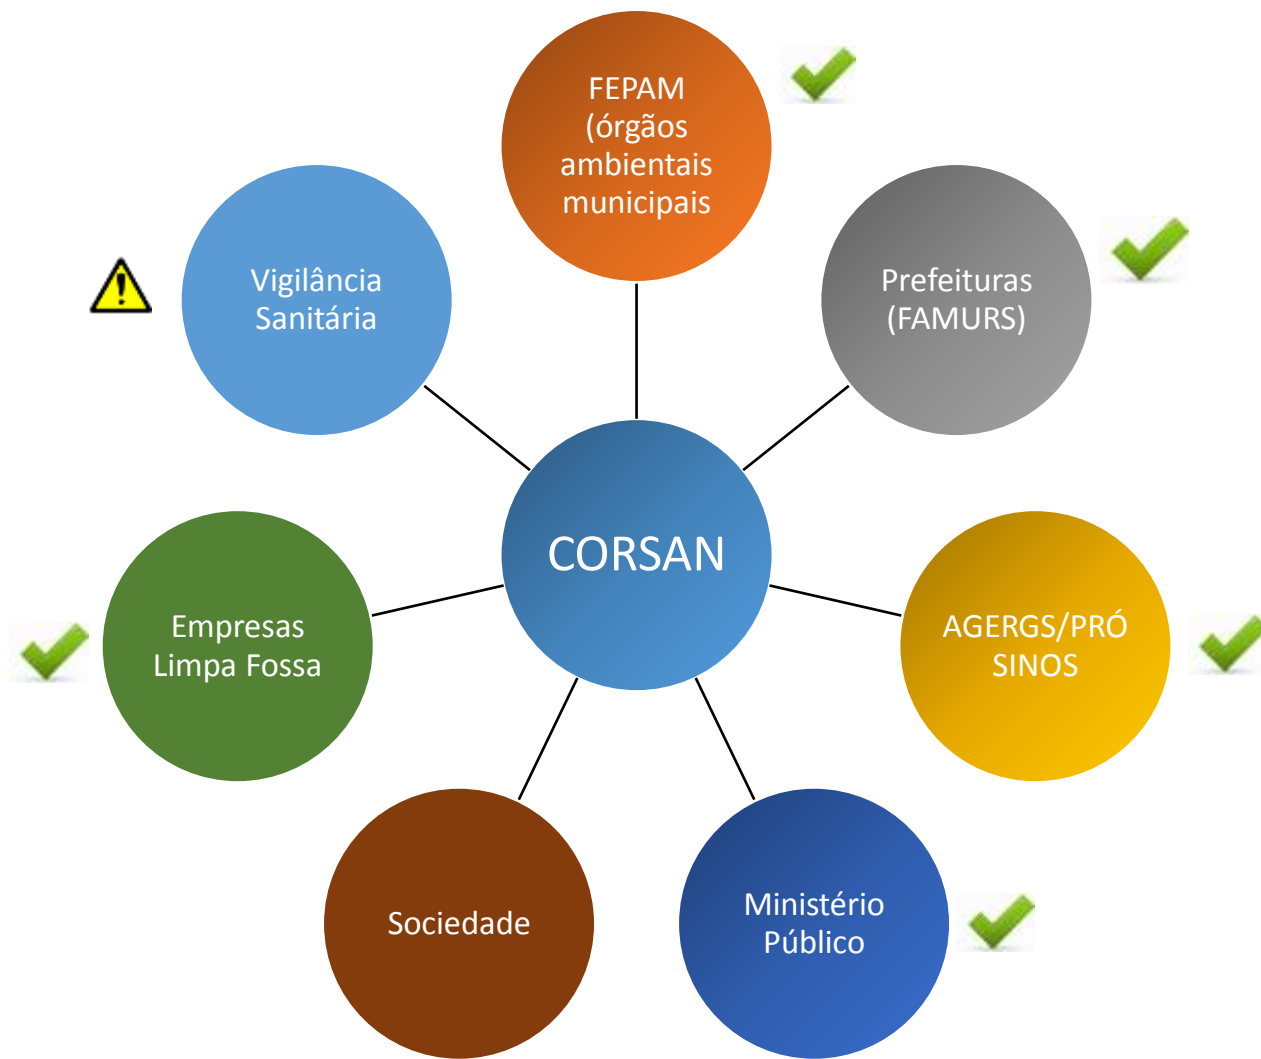 FEPAM
(órgãos
ambientais
municipais
Prefeituras
(FAMURS)
AGERGS/PRÓ
SINOS
Ministério
Público
Sociedade
Empresas
Limpa Fossa
Vigilância
Sanitária
CORSAN